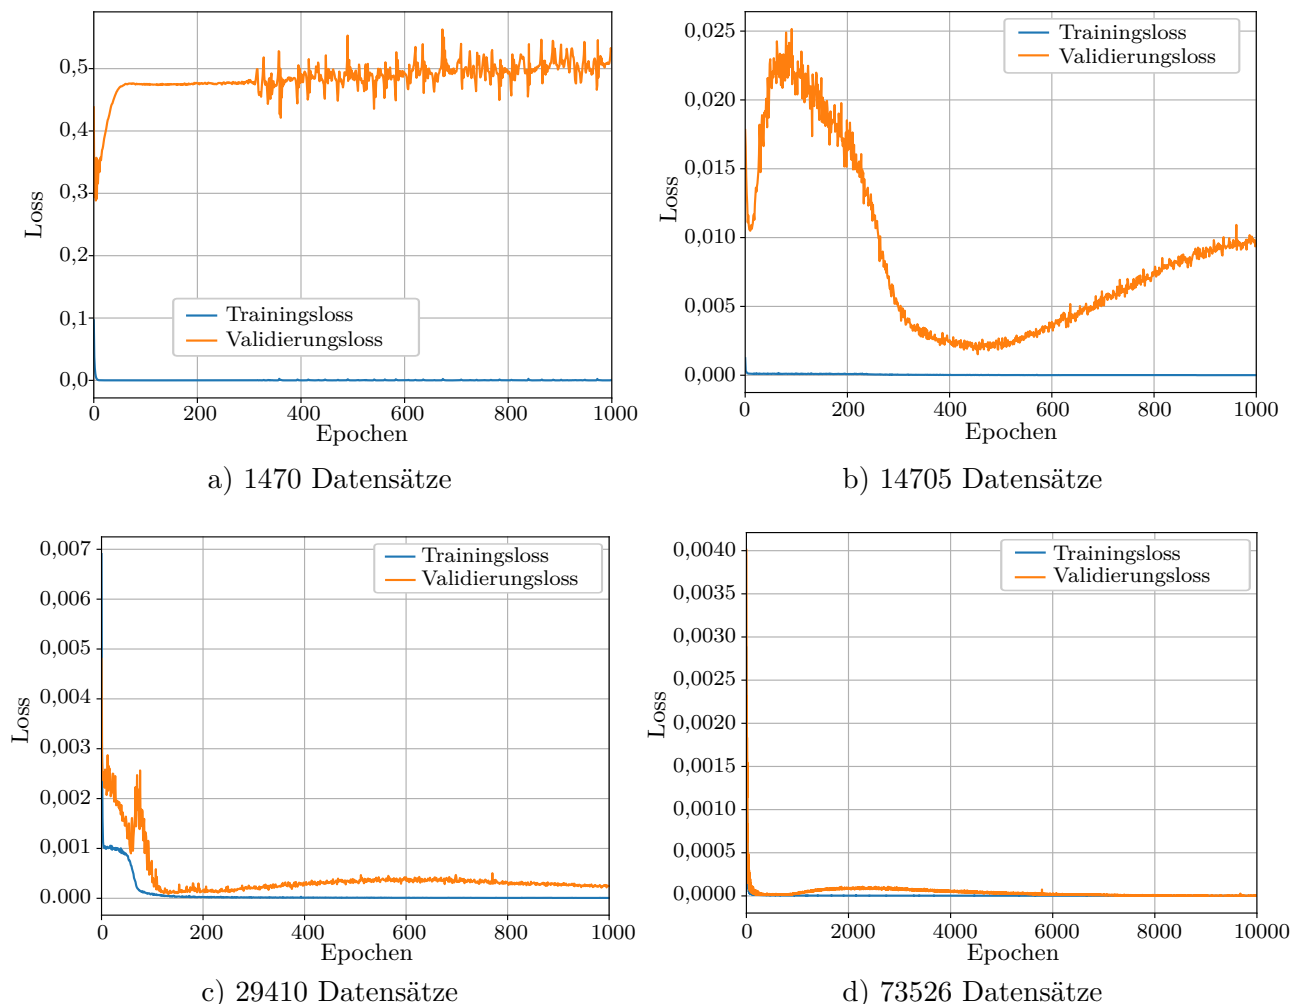 0,5
0,4
0,3
0,2
0,1
0,0
Loss
Trainingsloss
Validierungsloss
0 200 400 600 800 1000
Epochen
a) 1470 Datensätze
0,025
0,020
0,015
0,010
0,005
0,000
Loss
Trainingsloss
Validierungsloss
0 200 400 600 800 1000
Epochen
b) 14705 Datensätze
0,007
0,006
0,005
0,004
0,003
0,002
0,001
0,000
Loss
Trainingsloss
Validierungsloss
0 200 400 600 800 1000
Epochen
c) 29410 Datensätze
0,0040
0,0035
0,0030
0,0025
0,0020
0,0015
0,0010
0,0005
0,0000
Loss
Trainingsloss
Validierungsloss
0 2000 4000 6000 8000 10000
Epochen
d) 73526 Datensätze